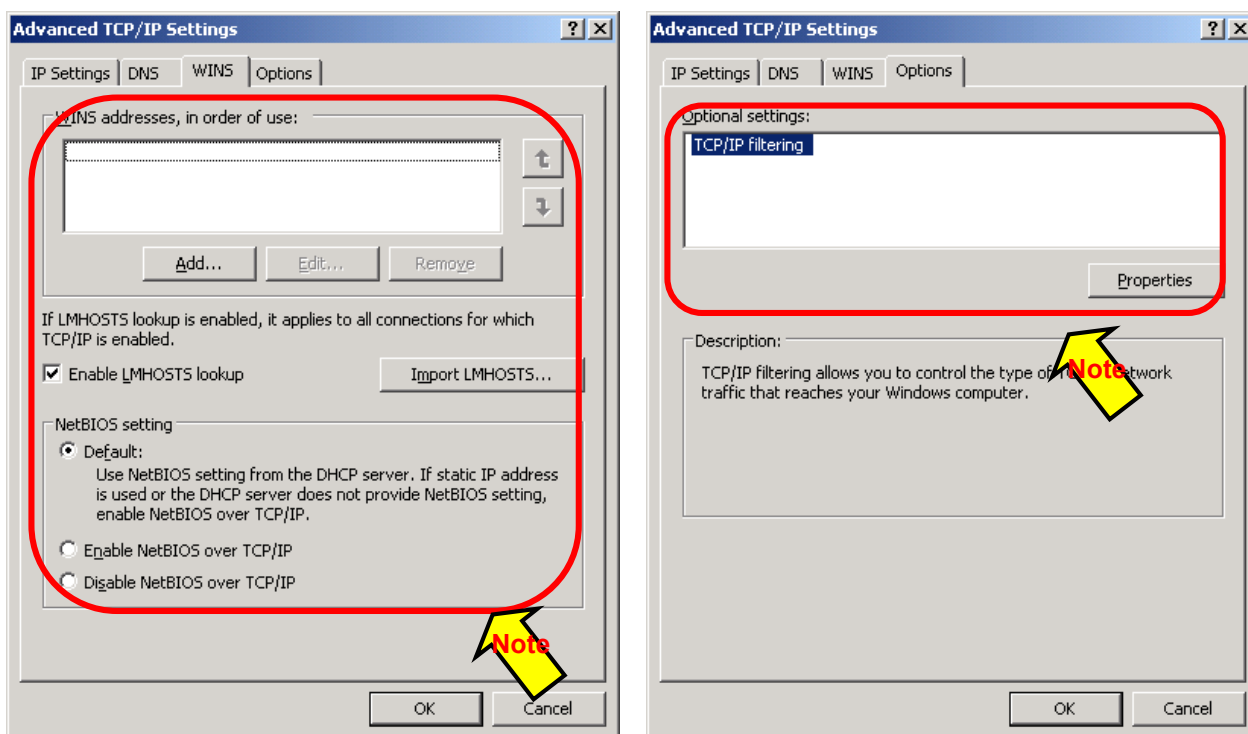 Advanced TCP/IP Settings
IP Settings
DNS
WINS
Options
WINS addresses, in order of use:
Add...
Edit...
Remove
If LMHOSTS lookup is enabled, it applies to all connections for which
TCP/IP is enabled.
Enable LMHOSTS lookup
Import LMHOSTS...
NetBIOS setting
Default:
Use NetBIOS setting from the DHCP server. If static IP address
is used or the DHCP server does not provide NetBIOS setting,
enable NetBIOS over TCP/IP.
Enable NetBIOS over TCP/IP
Disable NetBIOS over TCP/IP
Note
OK
Cancel
Advanced TCP/IP Settings
IP Settings
DNS
WINS
Options
Optional settings:
TCP/IP filtering
Properties
Description:
TCP/IP filtering allows you to control the type of
traffic that reaches your Windows computer.
Note
OK
Cancel